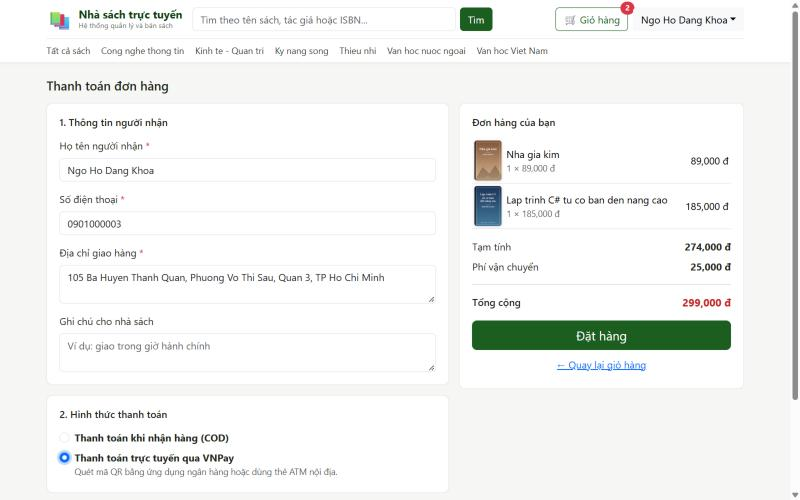 Nhà sách trực tuyến
Hệ thống quản lý và bán sách
Tìm theo tên sách, tác giả hoặc ISBN...
Tìm
Giỏ hàng
2
Ngo Ho Dang Khoa
Tất cả sách
Cong nghe thong tin
Kinh te - Quan tri
Ky nang song
Thieu nhi
Van hoc nuoc ngoai
Van hoc Viet Nam
Thanh toán đơn hàng
1. Thông tin người nhận
Họ tên người nhận *
Ngo Ho Dang Khoa
Số điện thoại *
0901000003
Địa chỉ giao hàng *
105 Ba Huyen Thanh Quan, Phuong Vo Thi Sau, Quan 3, TP Ho Chi Minh
Ghi chú cho nhà sách
Ví dụ: giao trong giờ hành chính
2. Hình thức thanh toán
Thanh toán khi nhận hàng (COD)
Thanh toán trực tuyến qua VNPay
Quét mã QR bằng ứng dụng ngân hàng hoặc dùng thẻ ATM nội địa.
Đơn hàng của bạn
Nha gia kim
1 × 89,000 đ
89,000 đ
Lap trinh C# tu co ban den nang cao
1 × 185,000 đ
185,000 đ
Tạm tính
274,000 đ
Phí vận chuyển
25,000 đ
Tổng cộng
299,000 đ
Đặt hàng
← Quay lại giỏ hàng